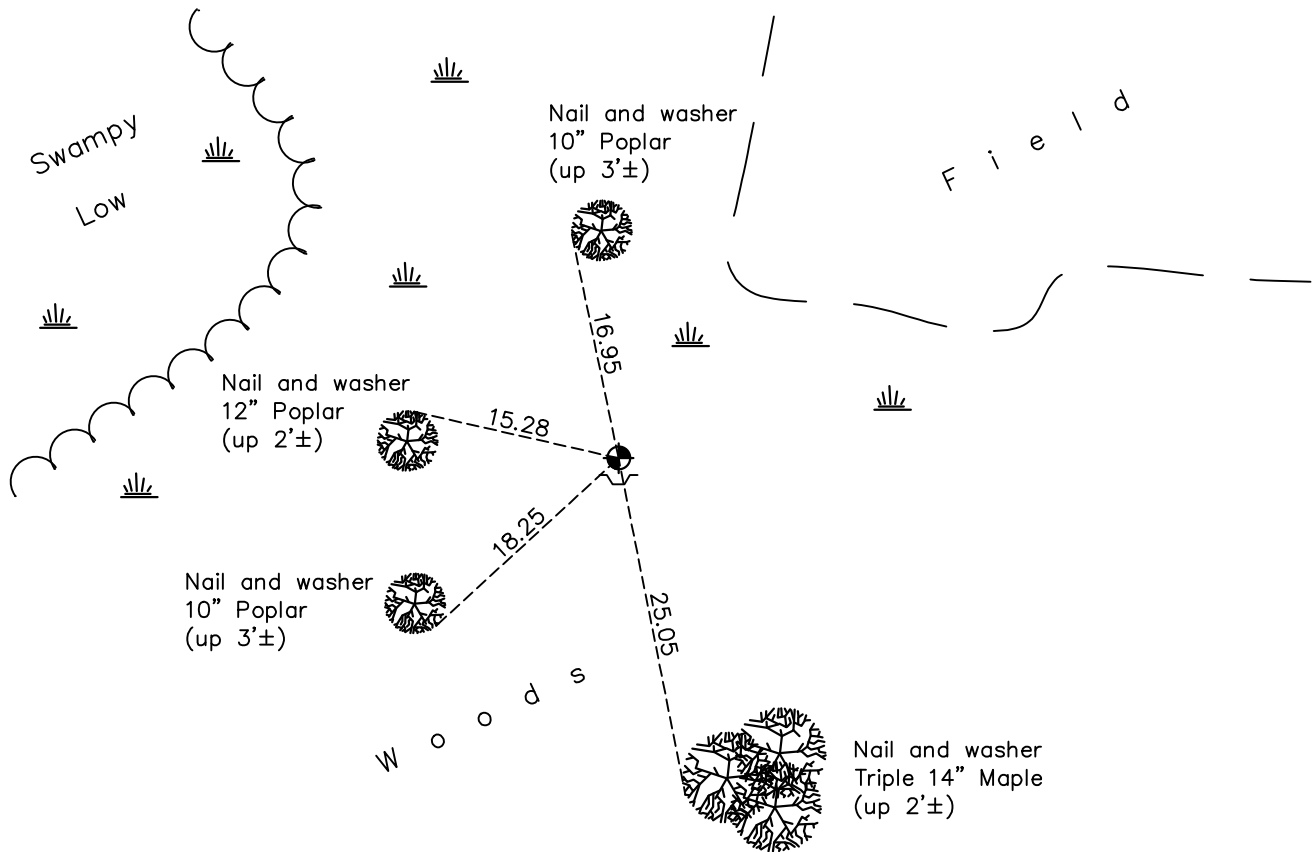 Swampy
Low
Nail and washer
10” Poplar
(up 3’±)
Field
16.95
Nail and washer
12” Poplar
(up 2’±)
15.28
18.25
Nail and washer
10” Poplar
(up 3’±)
25.05
Woods
Nail and washer
Triple 14” Maple
(up 2’±)